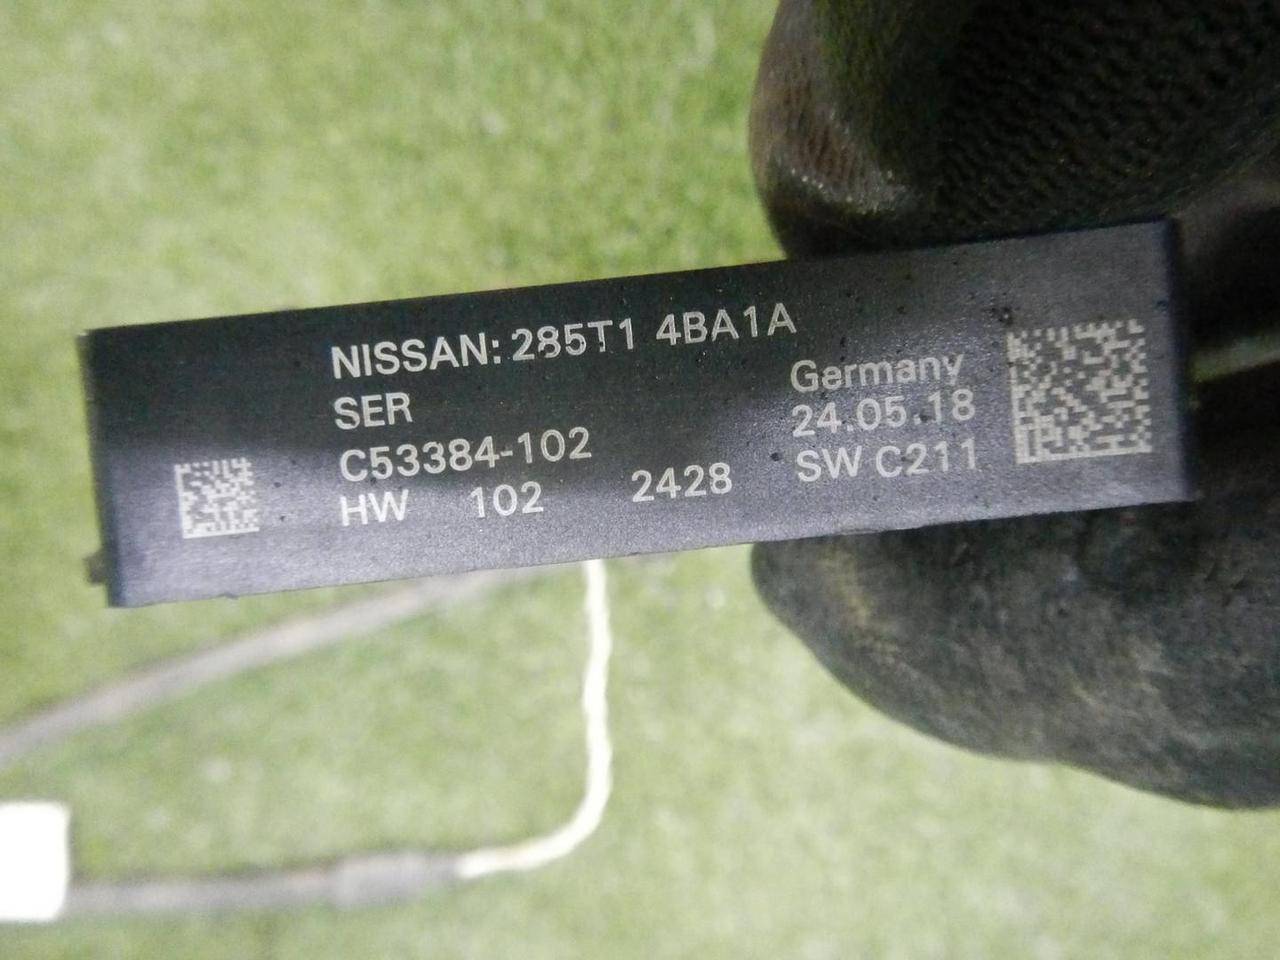 NISSAN: 285T1 4BA1A
SER
C53384-102
HW 102 2428
Germany
24.05.18
SW C211